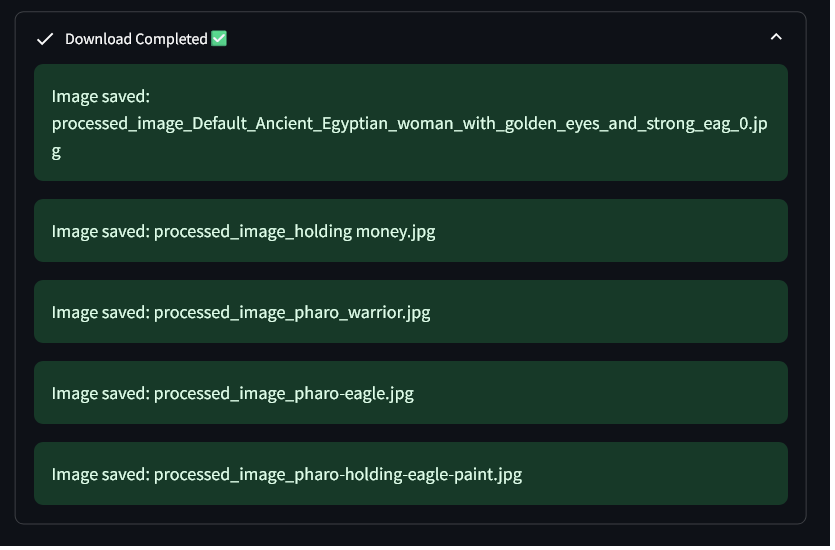 Download Completed ✅
Image saved:
processed_image_Default_Ancient_Egyptian_woman_with_golden_eyes_and_strong_eag_0.jp
g
Image saved: processed_image_holding money.jpg
Image saved: processed_image_pharo_warrior.jpg
Image saved: processed_image_pharo-eagle.jpg
Image saved: processed_image_pharo-holding-eagle-paint.jpg